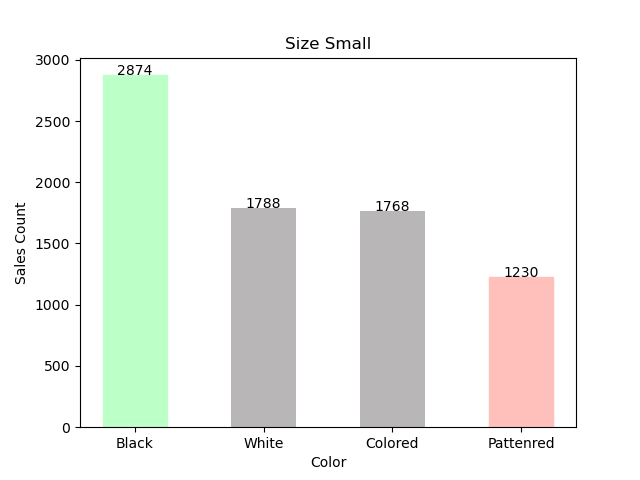 Size Small
3000
2500
2000
1500
1000
500
0
Sales Count
2874
1788
1768
1230
Black
White
Colored
Pattenred
Color